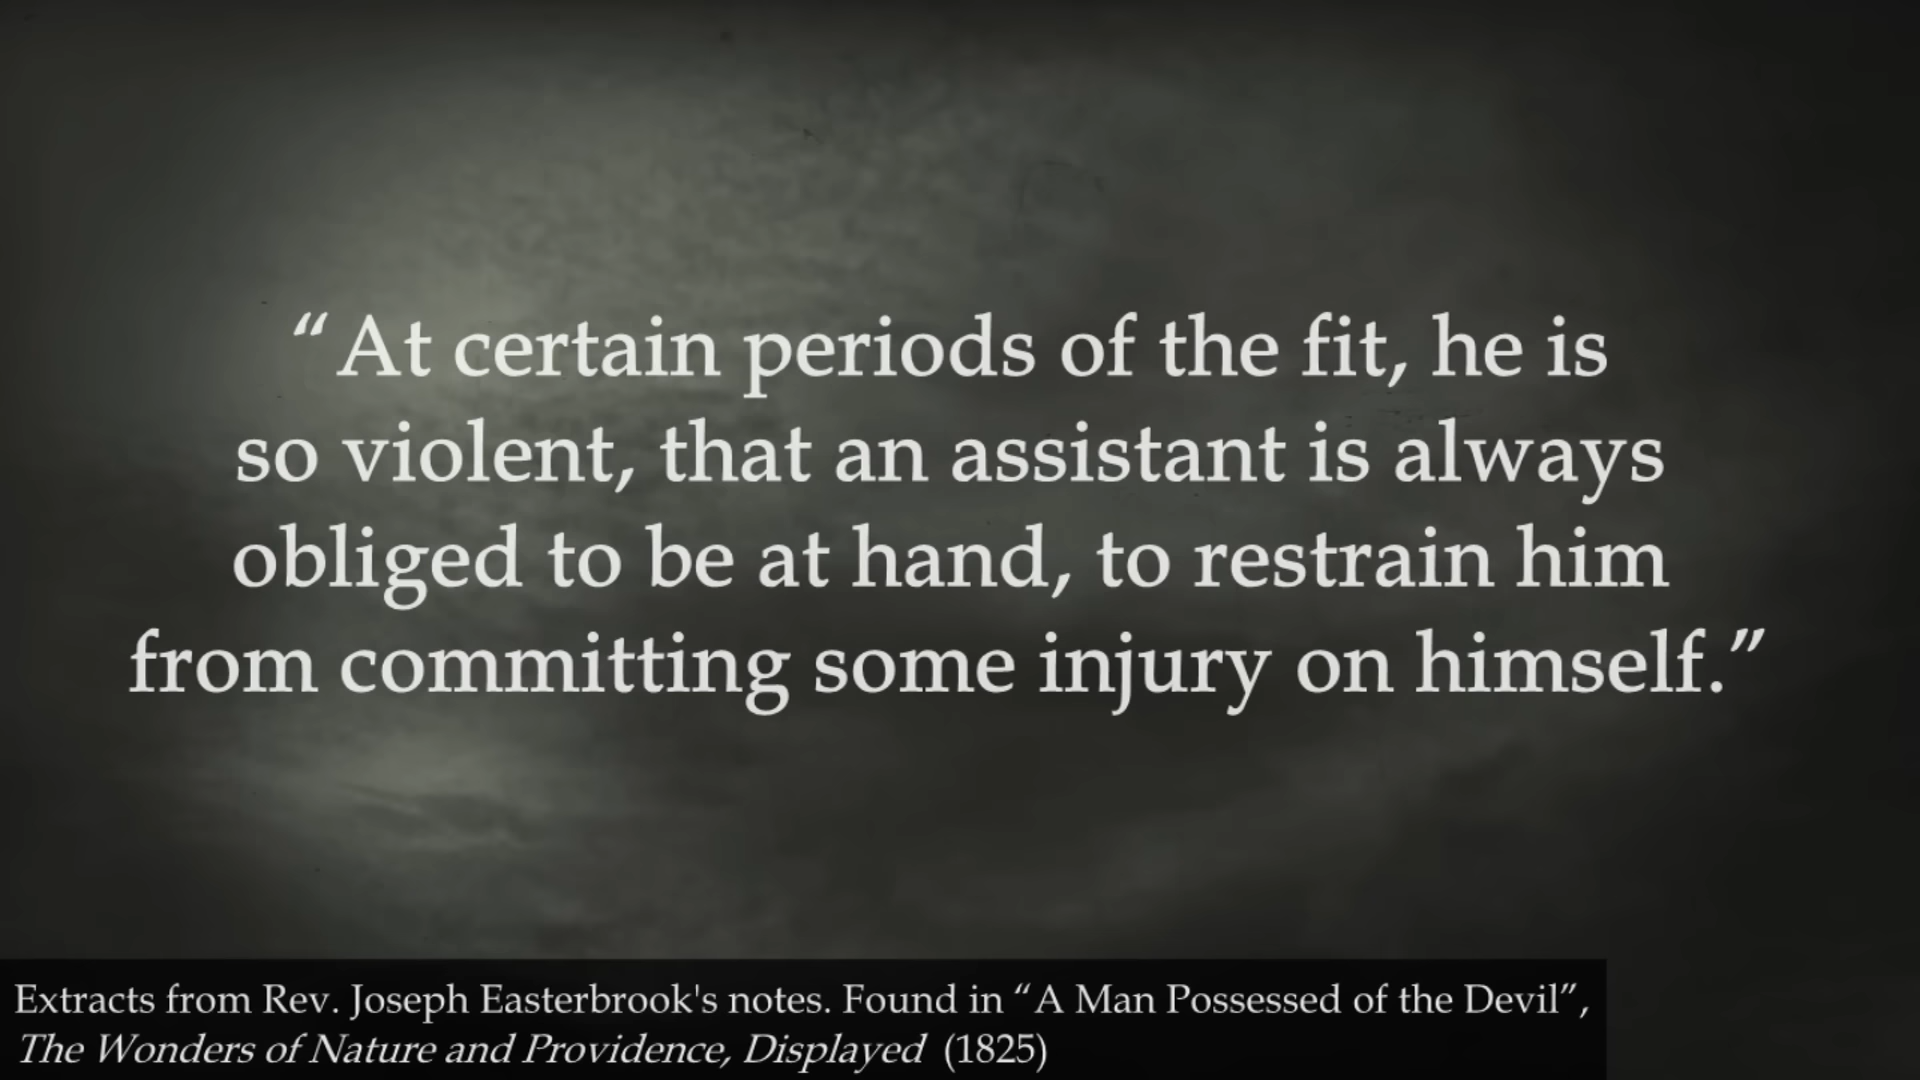 “At certain periods of the fit, he is
so violent, that an assistant is always
obliged to be at hand, to restrain him
from committing some injury on himself.”
Extracts from Rev. Joseph Easterbrook's notes. Found in “A Man Possessed of the Devil”,
The Wonders of Nature and Providence, Displayed (1825)